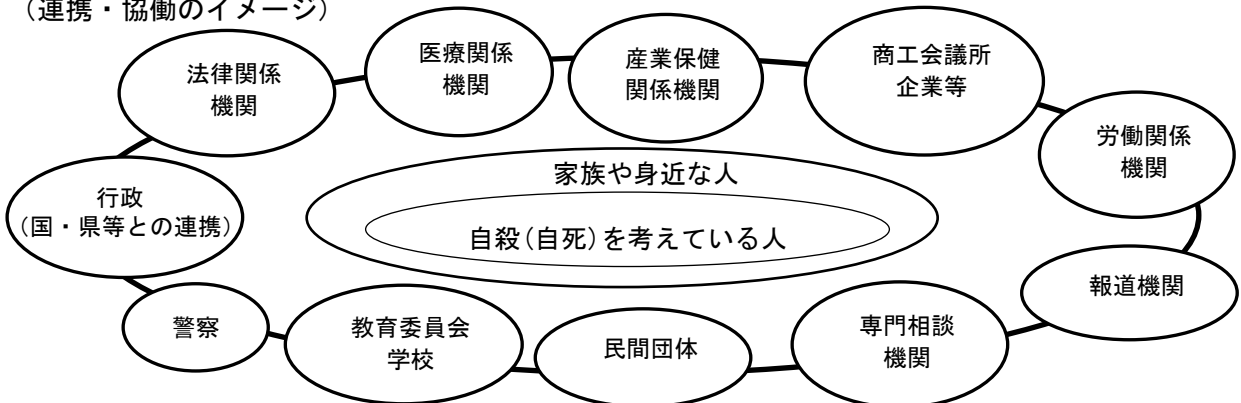 （連携・協働のイメージ）
医療関係
機関
産業保健
関係機関
商工会議所
企業等
法律関係
機関
労働関係
機関
家族や身近な人
行政
（国・県等との連携）
自殺（自死）を考えている人
報道機関
警察
教育委員会
学校
民間団体
専門相談
機関